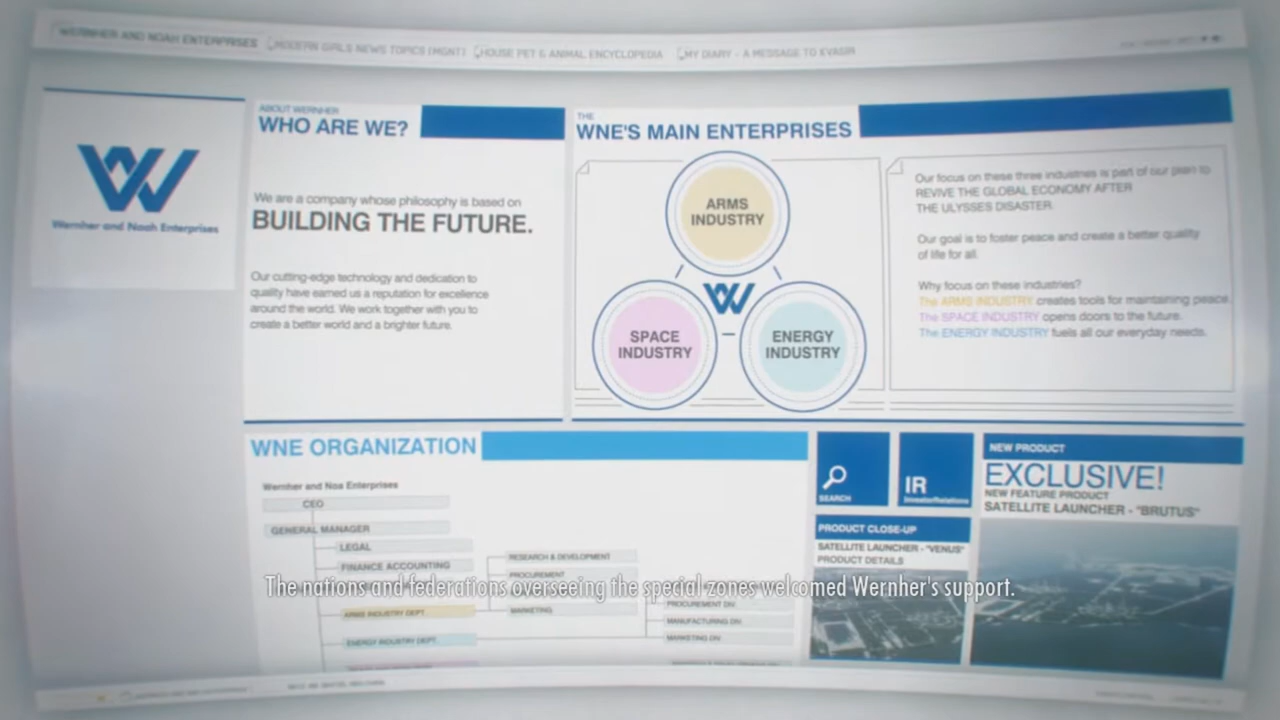 WERNHER AND NOAH ENTERPRISES
MODERN GIRLS NEWS TOPICS (MGNT)
HOUSE PET & ANIMAL ENCYCLOPEDIA
MY DIARY - A MESSAGE TO
Wernher and Noah Enterprises
ABOUT WERNHER
WHO ARE WE?
We are a company whose philosophy is based on
BUILDING THE FUTURE.
Our cutting-edge technology and dedication to
quality have earned us a reputation for excellence
around the world. We work together with you to
create a better world and a brighter future.
THE
WNE'S MAIN ENTERPRISES
ARMS
INDUSTRY
SPACE
INDUSTRY
ENERGY
INDUSTRY
Our focus on these three industries is part of our plan to
REVIVE THE GLOBAL ECONOMY AFTER
THE ULYSSES DISASTER.
Our goal is to foster peace and create a better quality
of life for all.
Why focus on these industries?
The ARMS INDUSTRY creates tools for maintaining peace.
The SPACE INDUSTRY opens doors to the future.
The ENERGY INDUSTRY fuels all our everyday needs.
WNE ORGANIZATION
Wernher and Noa Enterprises
CEO
GENERAL MANAGER
LEGAL
FINANCE ACCOUNTING
ARMS INDUSTRY DEPT.
ENERGY INDUSTRY DEPT.
RESEARCH & DEVELOPMENT
PROCUREMENT
MARKETING
PROCUREMENT DIV.
MANUFACTURING DIV.
MARKETING DIV.
SEARCH
IR
InvestorRelations
PRODUCT CLOSE-UP
SATELLITE LAUNCHER - "VENUS"
PRODUCT DETAILS
NEW PRODUCT
EXCLUSIVE!
NEW FEATURE PRODUCT
SATELLITE LAUNCHER - "BRUTUS"
The nations and federations overseeing the special zones welcomed Wernher's support.